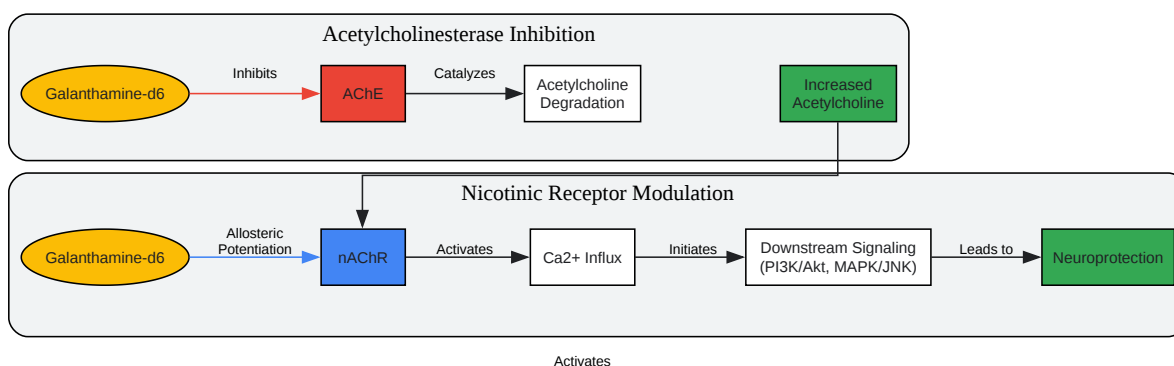 Acetylcholinesterase Inhibition
Galanthamine-d6
Inhibits
AChE
Catalyzes
Acetylcholine
Degradation
Increased
Acetylcholine
Nicotinic Receptor Modulation
Galanthamine-d6
Allosteric
Potentiation
nAChR
Activates
Ca2+ Influx
Initiates
Downstream Signaling
(PI3K/Akt, MAPK/JNK)
Leads to
Neuroprotection
Activates